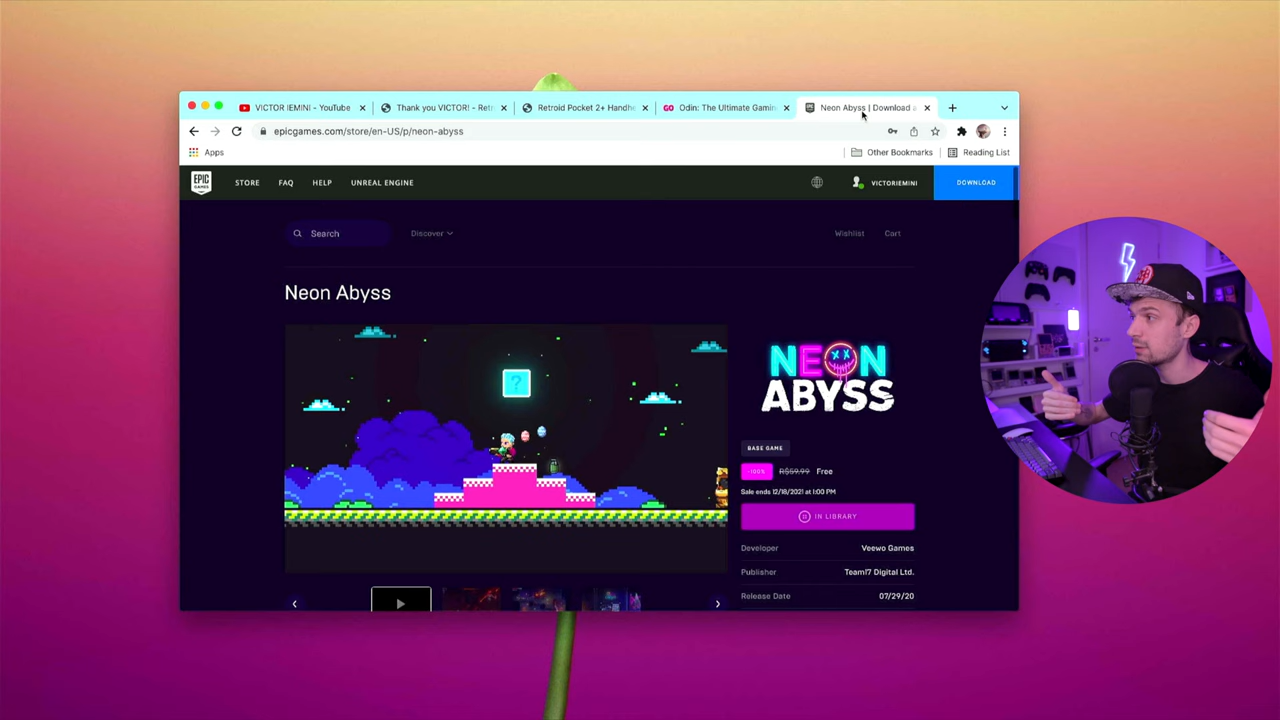 VICTOR IEMINI - YouTube
Thank you VICTOR! - Retr
Retroid Pocket 2+ Handhe
Odin: The Ultimate Gamin
Neon Abyss | Download a
epicgames.com/store/en-US/p/neon-abyss
Apps
Other Bookmarks
Reading List
EPIC GAMES
STORE
FAQ
HELP
UNREAL ENGINE
VICTORIEMINI
DOWNLOAD
Search
Discover
Wishlist
Cart
Neon Abyss
?
NEON
ABYSS
BASE GAME
-100% R$59.99 Free
Sale ends 12/18/2021 at 1:00 PM
IN LIBRARY
Developer Veewo Games
Publisher Team17 Digital Ltd.
Release Date 07/29/20